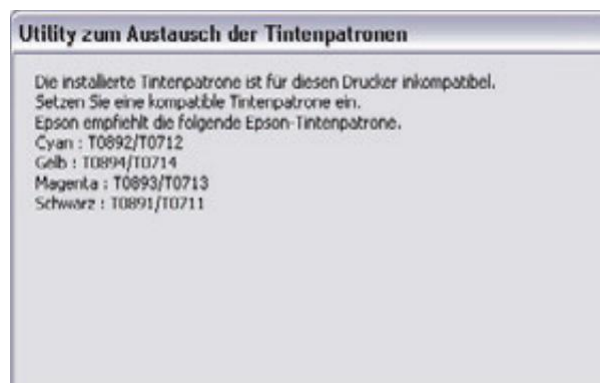 Utility zum Austausch der Tintenpatronen
Die installierte Tintenpatrone ist für diesen Drucker inkompatibel.
Setzen Sie eine kompatible Tintenpatrone ein.
Epson empfiehlt die folgende Epson-Tintenpatrone.
Cyan : T0892/T0712
Gelb : T0894/T0714
Magenta : T0893/T0713
Schwarz : T0891/T0711